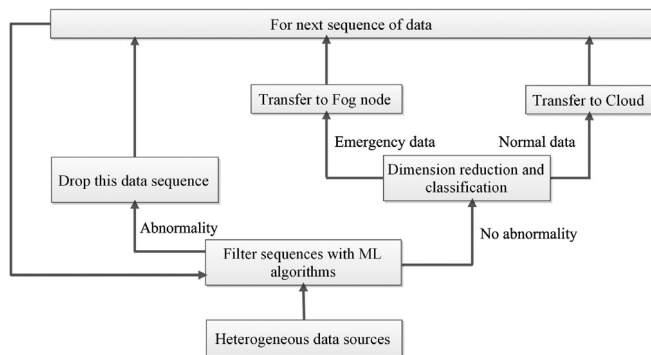 For next sequence of data
Transfer to Fog node
Transfer to Cloud
Emergency data
Normal data
Drop this data sequence
Dimension reduction and
classification
Abnormality
No abnormality
Filter sequences with ML
algorithms
Heterogeneous data sources